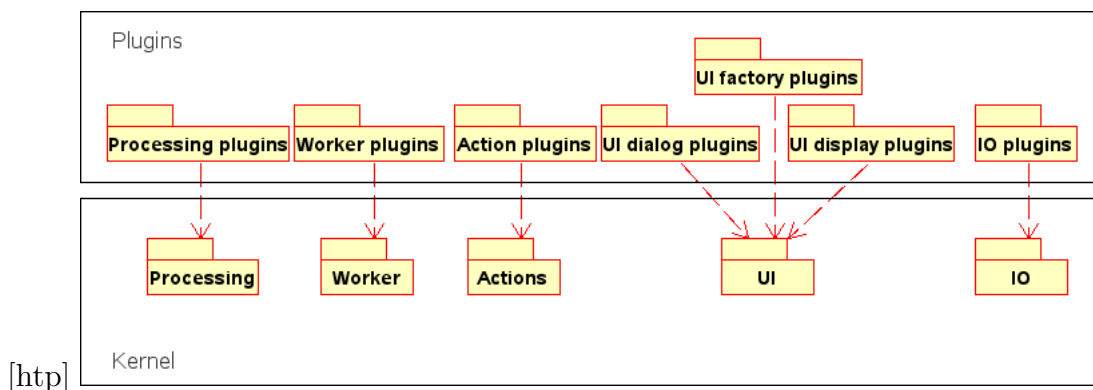 Plugins
UI factory plugins
Processing plugins
Worker plugins
Action plugins
UI dialog plugins
UI display plugins
IO plugins
Processing
Worker
Actions
UI
IO
Kernel
[htp]